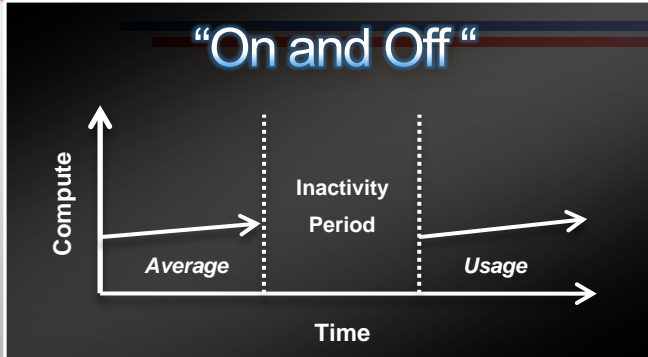 “On and Off “
Compute
Inactivity
Period
Average
Usage
Time